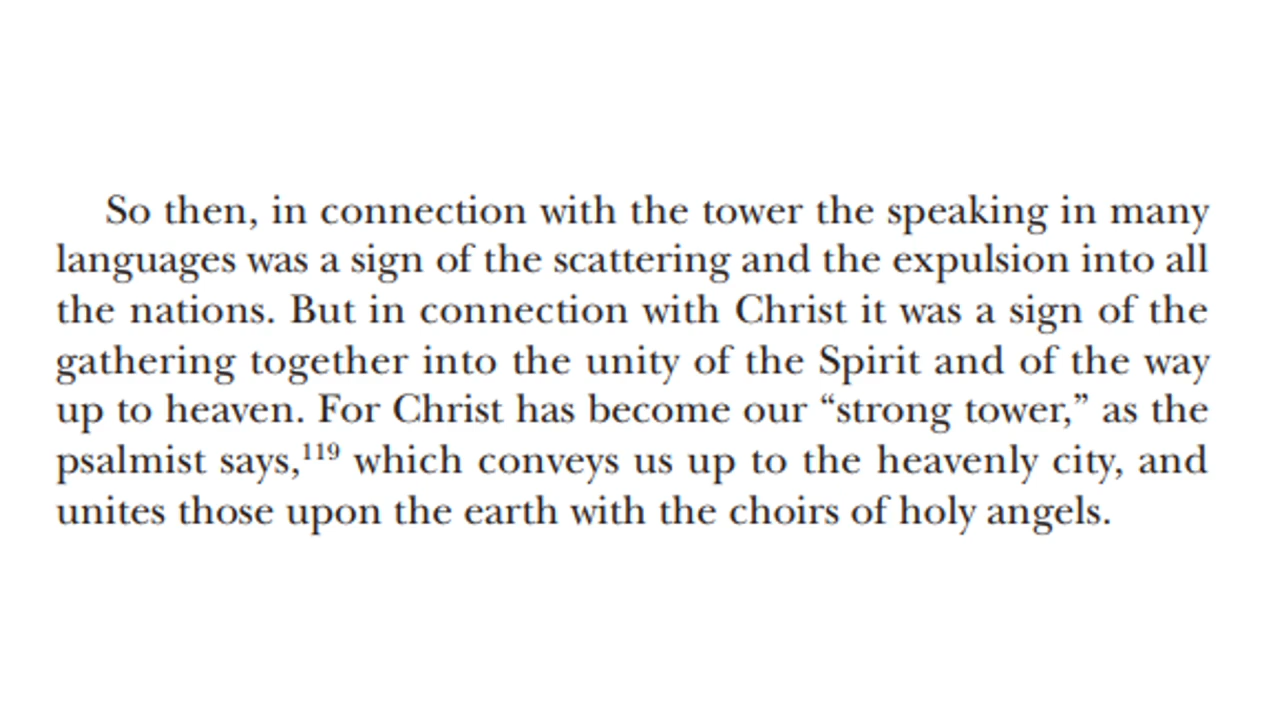 So then, in connection with the tower the speaking in many
languages was a sign of the scattering and the expulsion into all
the nations. But in connection with Christ it was a sign of the
gathering together into the unity of the Spirit and of the way
up to heaven. For Christ has become our “strong tower,” as the
psalmist says,¹¹⁹ which conveys us up to the heavenly city, and
unites those upon the earth with the choirs of holy angels.